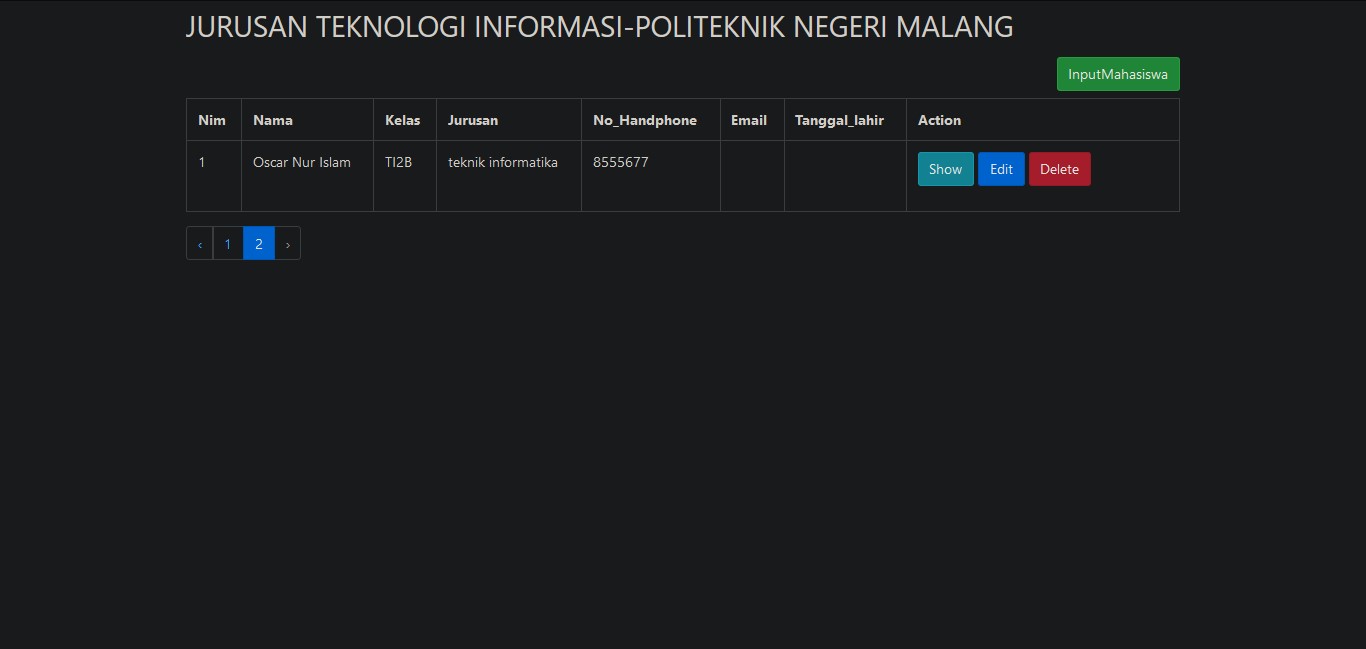 JURUSAN TEKNOLOGI INFORMASI-POLITEKNIK NEGERI MALANG
InputMahasiswa
Nim Nama Kelas Jurusan No_Handphone Email Tanggal_lahir Action
1 Oscar Nur Islam TI2B teknik informatika 8555677 Show Edit Delete
‹ 1 2 ›